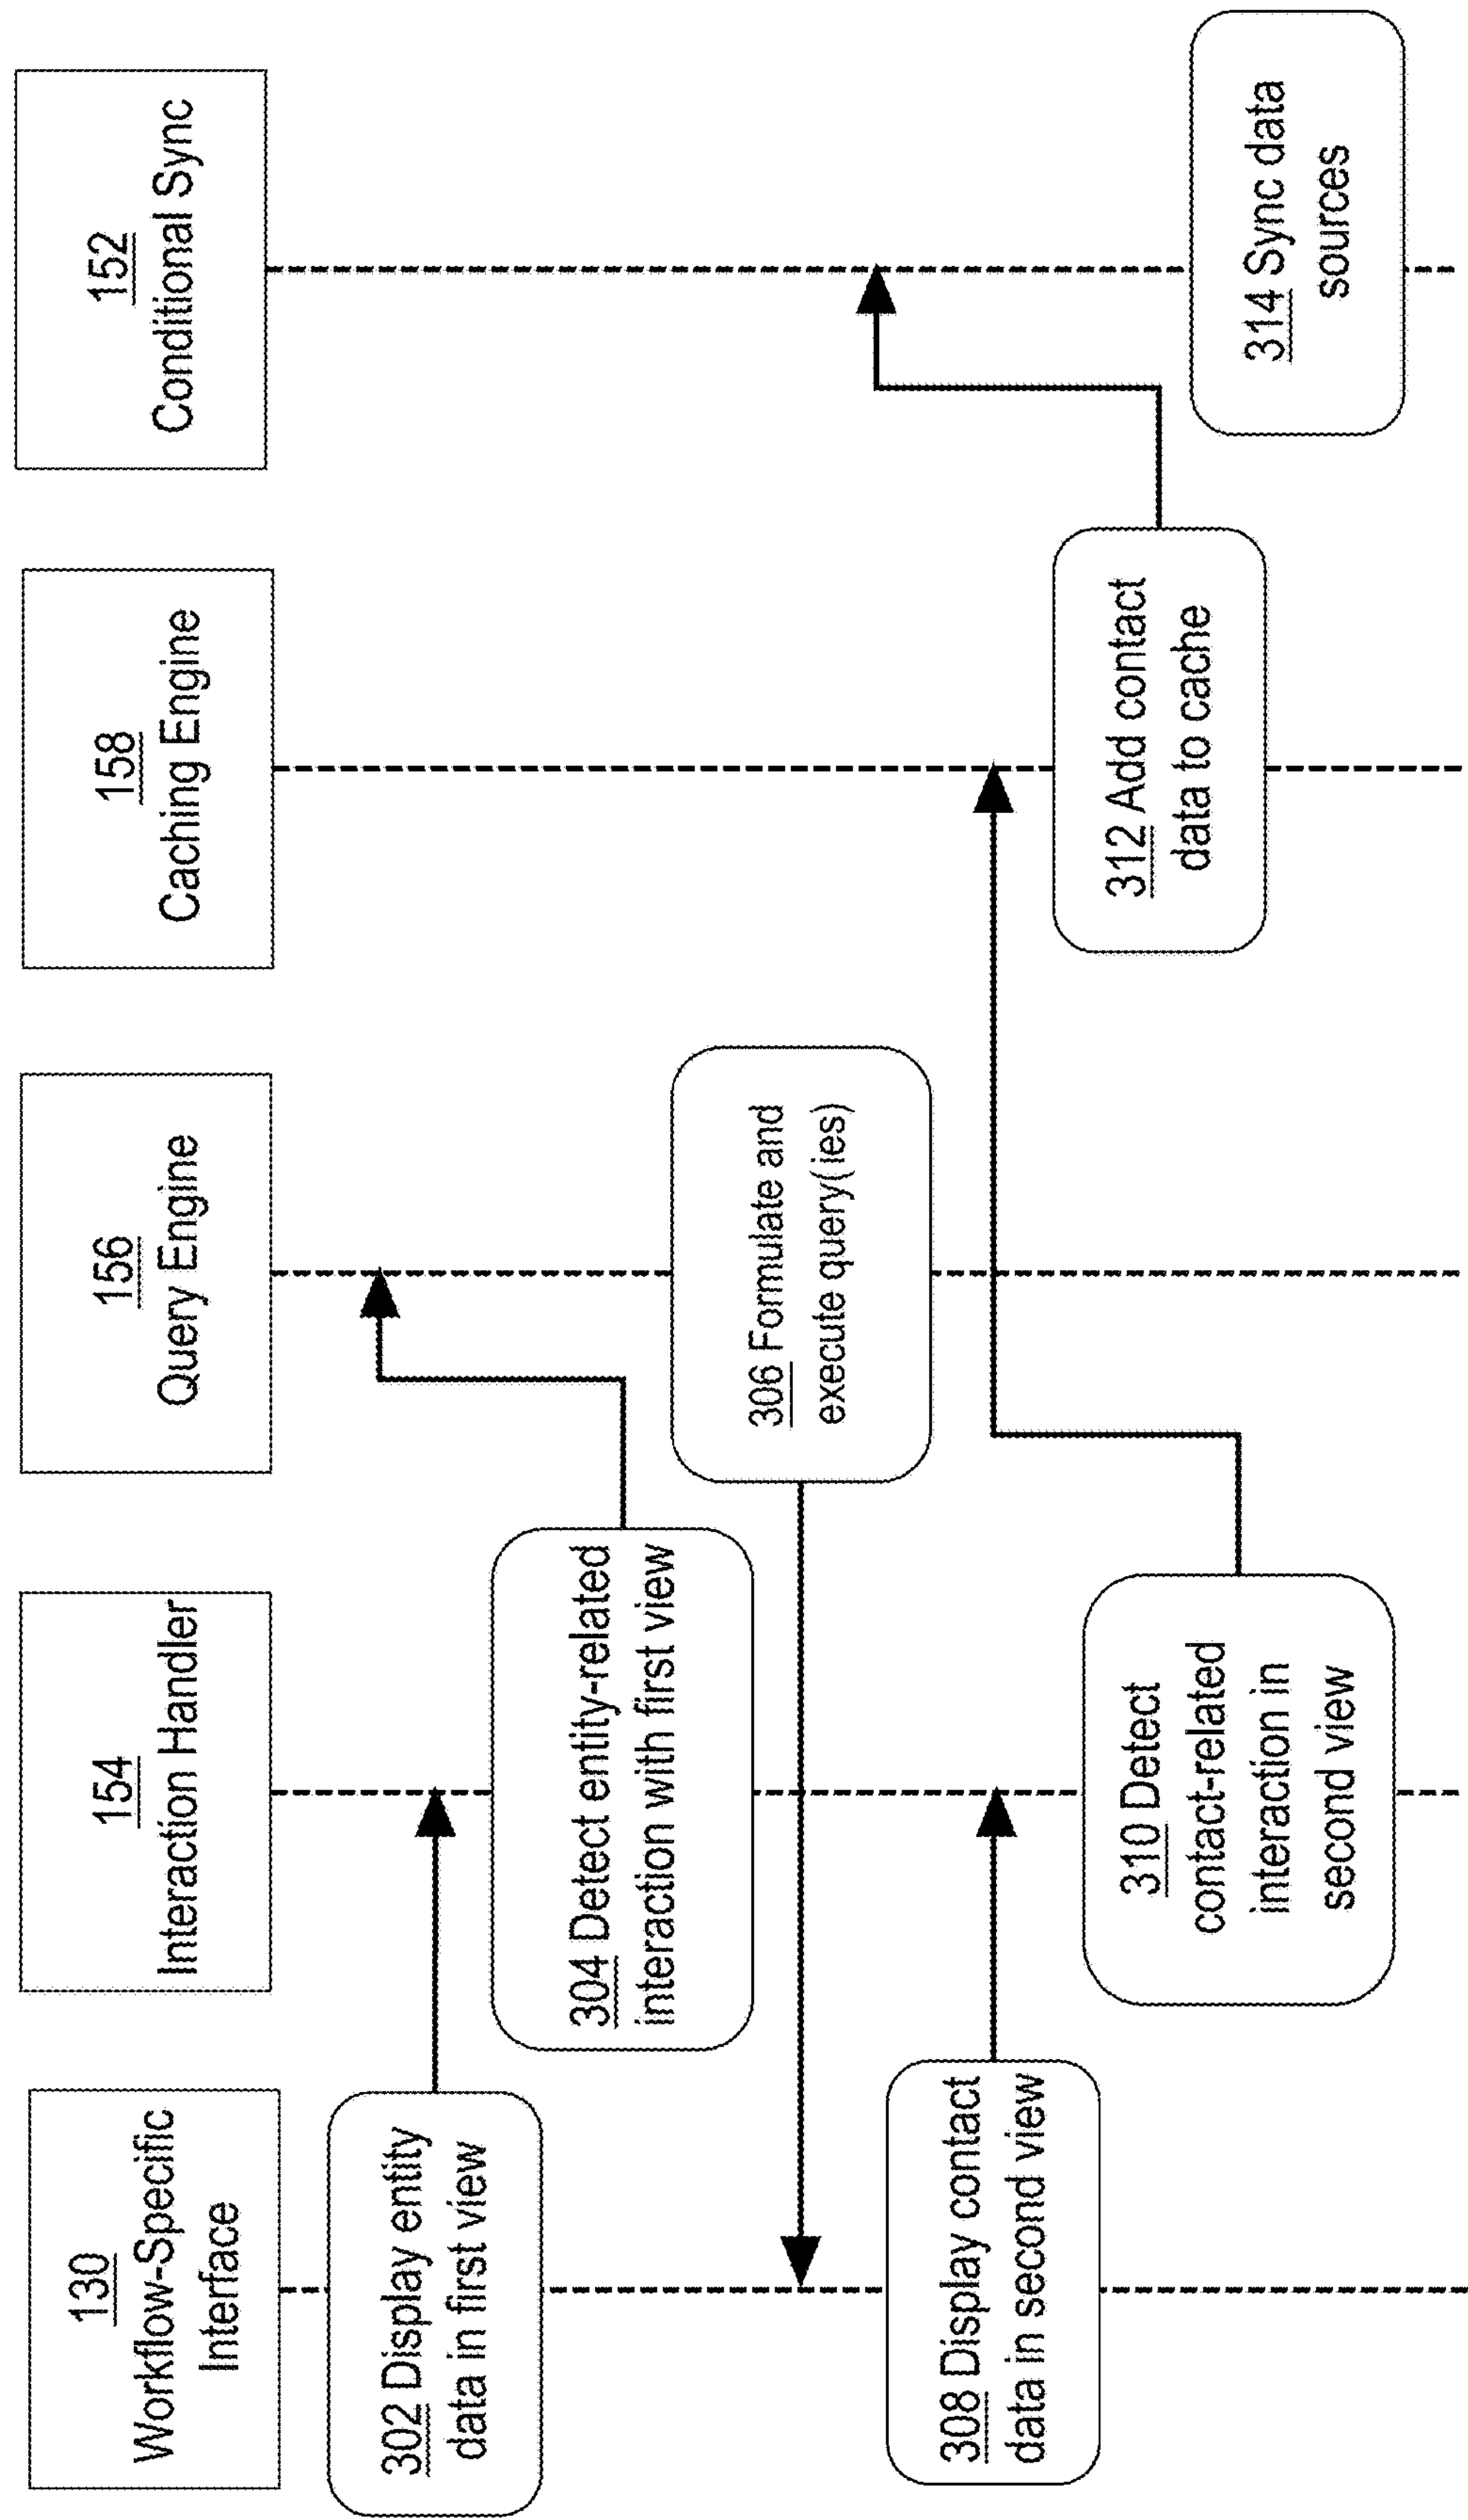 130
Workflow-Specific
Interface
154
Interaction Handler
156
Query Engine
158
Caching Engine
152
Conditional Sync
302 Display entity
data in first view
304 Detect entity-related
interaction with first view
306 Formulate and
execute query(ies)
308 Display contact
data in second view
310 Detect
contact-related
interaction in
second view
312 Add contact
data to cache
314 Sync data
sources